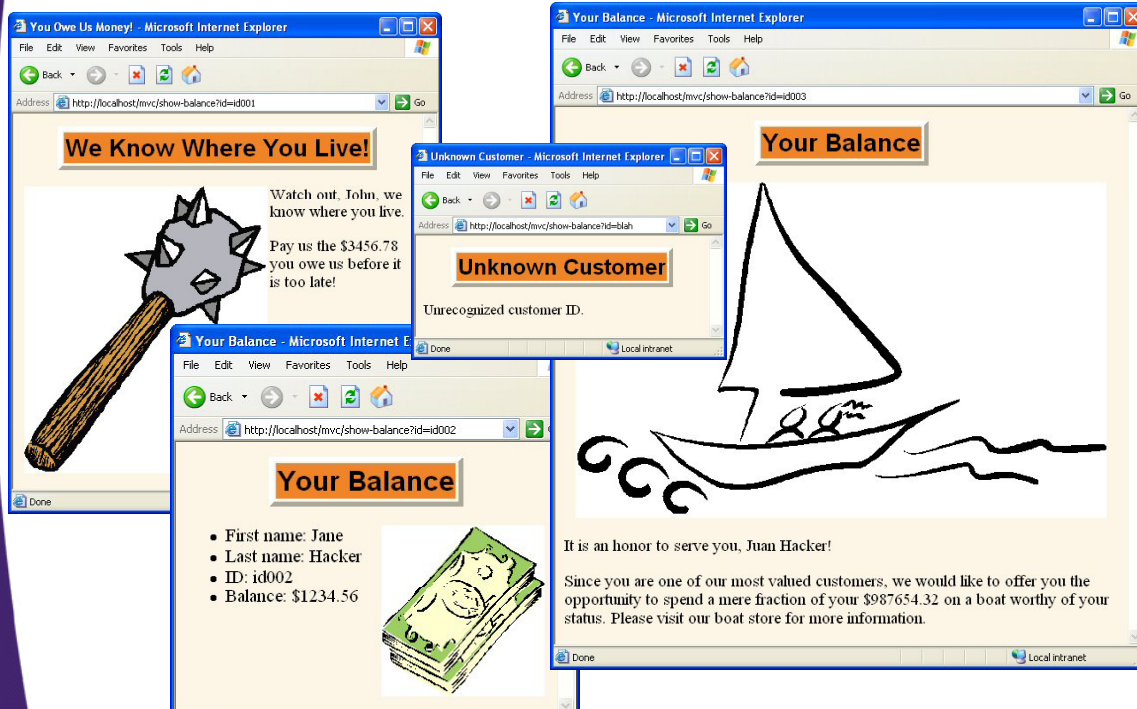 You Owe Us Money! - Microsoft Internet Explorer
File Edit View Favorites Tools Help
Back
Address http://localhost/mvc/show-balance?id=id001 Go
We Know Where You Live!
Watch out, John, we
know where you live.
Pay us the $3456.78
you owe us before it
is too late!
Done
Your Balance - Microsoft Internet E
File Edit View Favorites Tools Help
Back
Address http://localhost/mvc/show-balance?id=id002
Your Balance
• First name: Jane
• Last name: Hacker
• ID: id002
• Balance: $1234.56
Unknown Customer - Microsoft Internet Explorer
File Edit View Favorites Tools Help
Back
Address http://localhost/mvc/show-balance?id=blah Go
Unknown Customer
Unrecognized customer ID.
Done Local intranet
Your Balance - Microsoft Internet Explorer
File Edit View Favorites Tools Help
Back
Address http://localhost/mvc/show-balance?id=id003 Go
Your Balance
It is an honor to serve you, Juan Hacker!
Since you are one of our most valued customers, we would like to offer you the
opportunity to spend a mere fraction of your $987654.32 on a boat worthy of your
status. Please visit our boat store for more information.
Done Local intranet